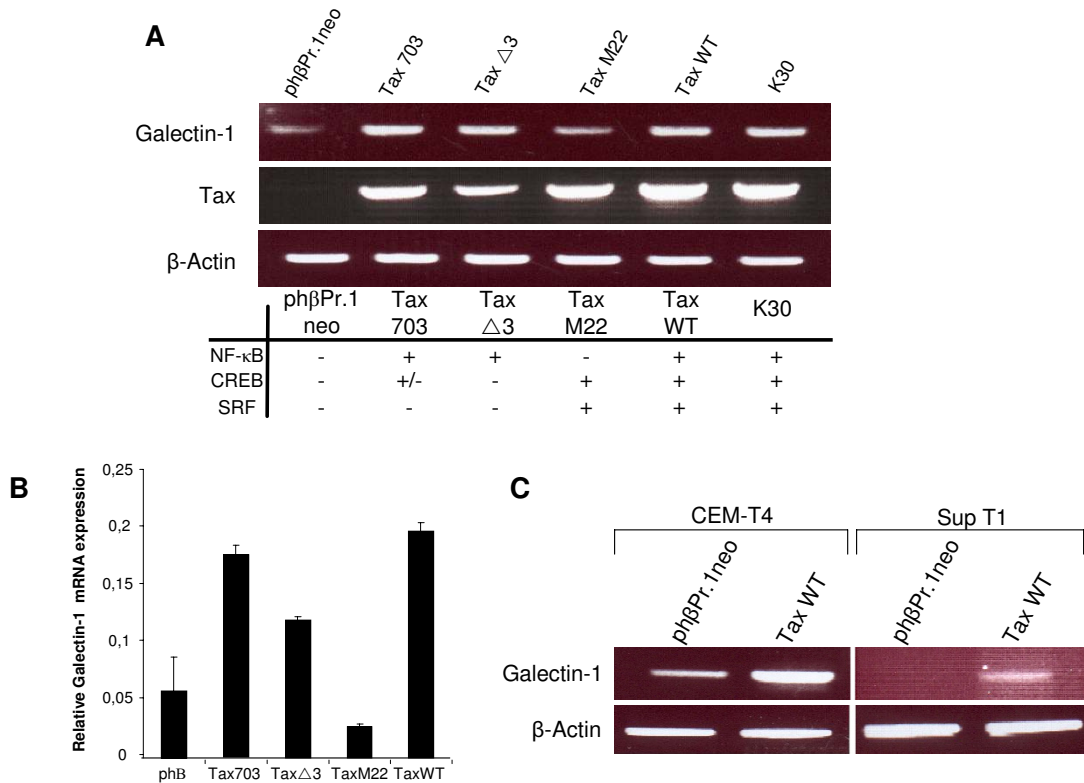 A
phβPr.1neo Tax 703 Tax △3 Tax M22 Tax WT K30
Galectin-1
Tax
β-Actin
phβPr.1 neo Tax 703 Tax △3 Tax M22 Tax WT K30
NF-κB - + + - + +
CREB - +/- - + + +
SRF - - - + + +
B
Relative Galectin-1 mRNA expression
0,25
0,2
0,15
0,1
0,05
0
phB Tax703 Tax△3 TaxM22 TaxWT
C
CEM-T4 Sup T1
phβPr.1neo Tax WT phβPr.1neo Tax WT
Galectin-1
β-Actin